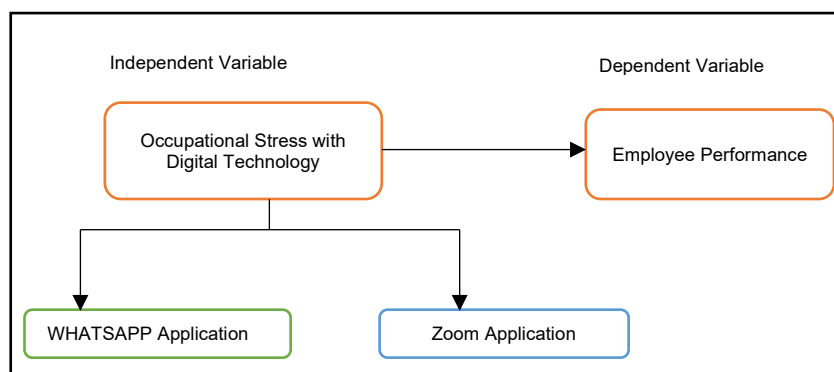 Independent Variable
Dependent Variable
Occupational Stress with
Digital Technology
Employee Performance
WHATSAPP Application
Zoom Application